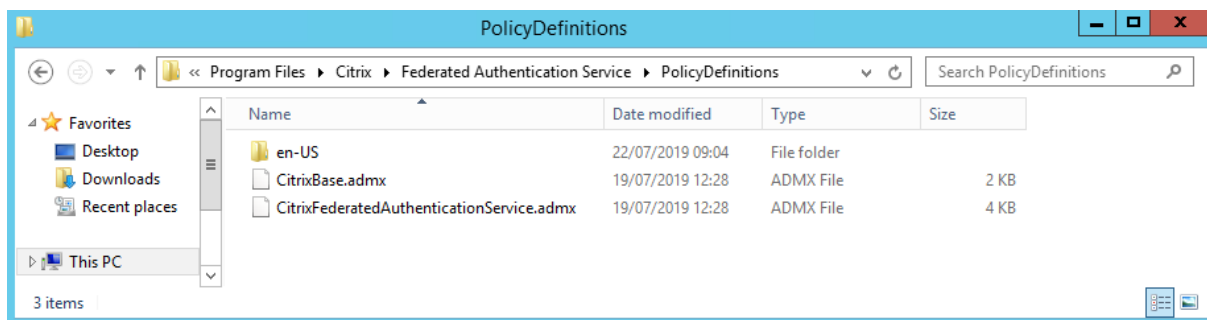 PolicyDefinitions
« Program Files Citrix Federated Authentication Service PolicyDefinitions Search PolicyDefinitions
Favorites
Desktop
Downloads
Recent places
This PC
Name Date modified Type Size
en-US 22/07/2019 09:04 File folder
CitrixBase.admx 19/07/2019 12:28 ADMX File 2 KB
CitrixFederatedAuthenticationService.admx 19/07/2019 12:28 ADMX File 4 KB
3 items